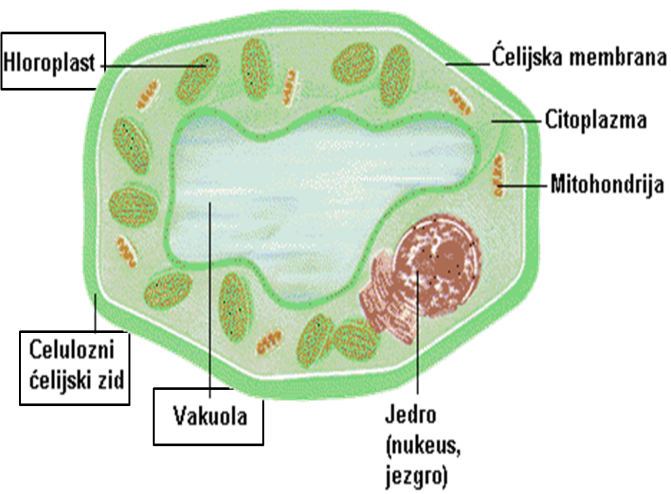 Hloroplast
Ćelijska membrana
Citoplazma
Mitohondrija
Celulozni
ćelijski zid
Vakuola
Jedro
(nukeus,
jezgro)